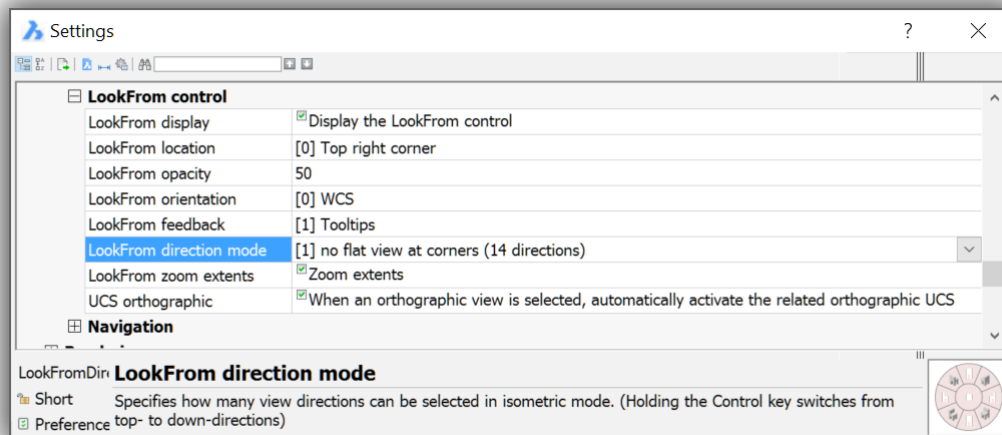 Settings
LookFrom control
LookFrom display Display the LookFrom control
LookFrom location [0] Top right corner
LookFrom opacity 50
LookFrom orientation [0] WCS
LookFrom feedback [1] Tooltips
LookFrom direction mode [1] no flat view at corners (14 directions)
LookFrom zoom extents Zoom extents
UCS orthographic When an orthographic view is selected, automatically activate the related orthographic UCS
Navigation
LookFromDir LookFrom direction mode
Short Specifies how many view directions can be selected in isometric mode. (Holding the Control key switches from
Preference top- to down-directions)